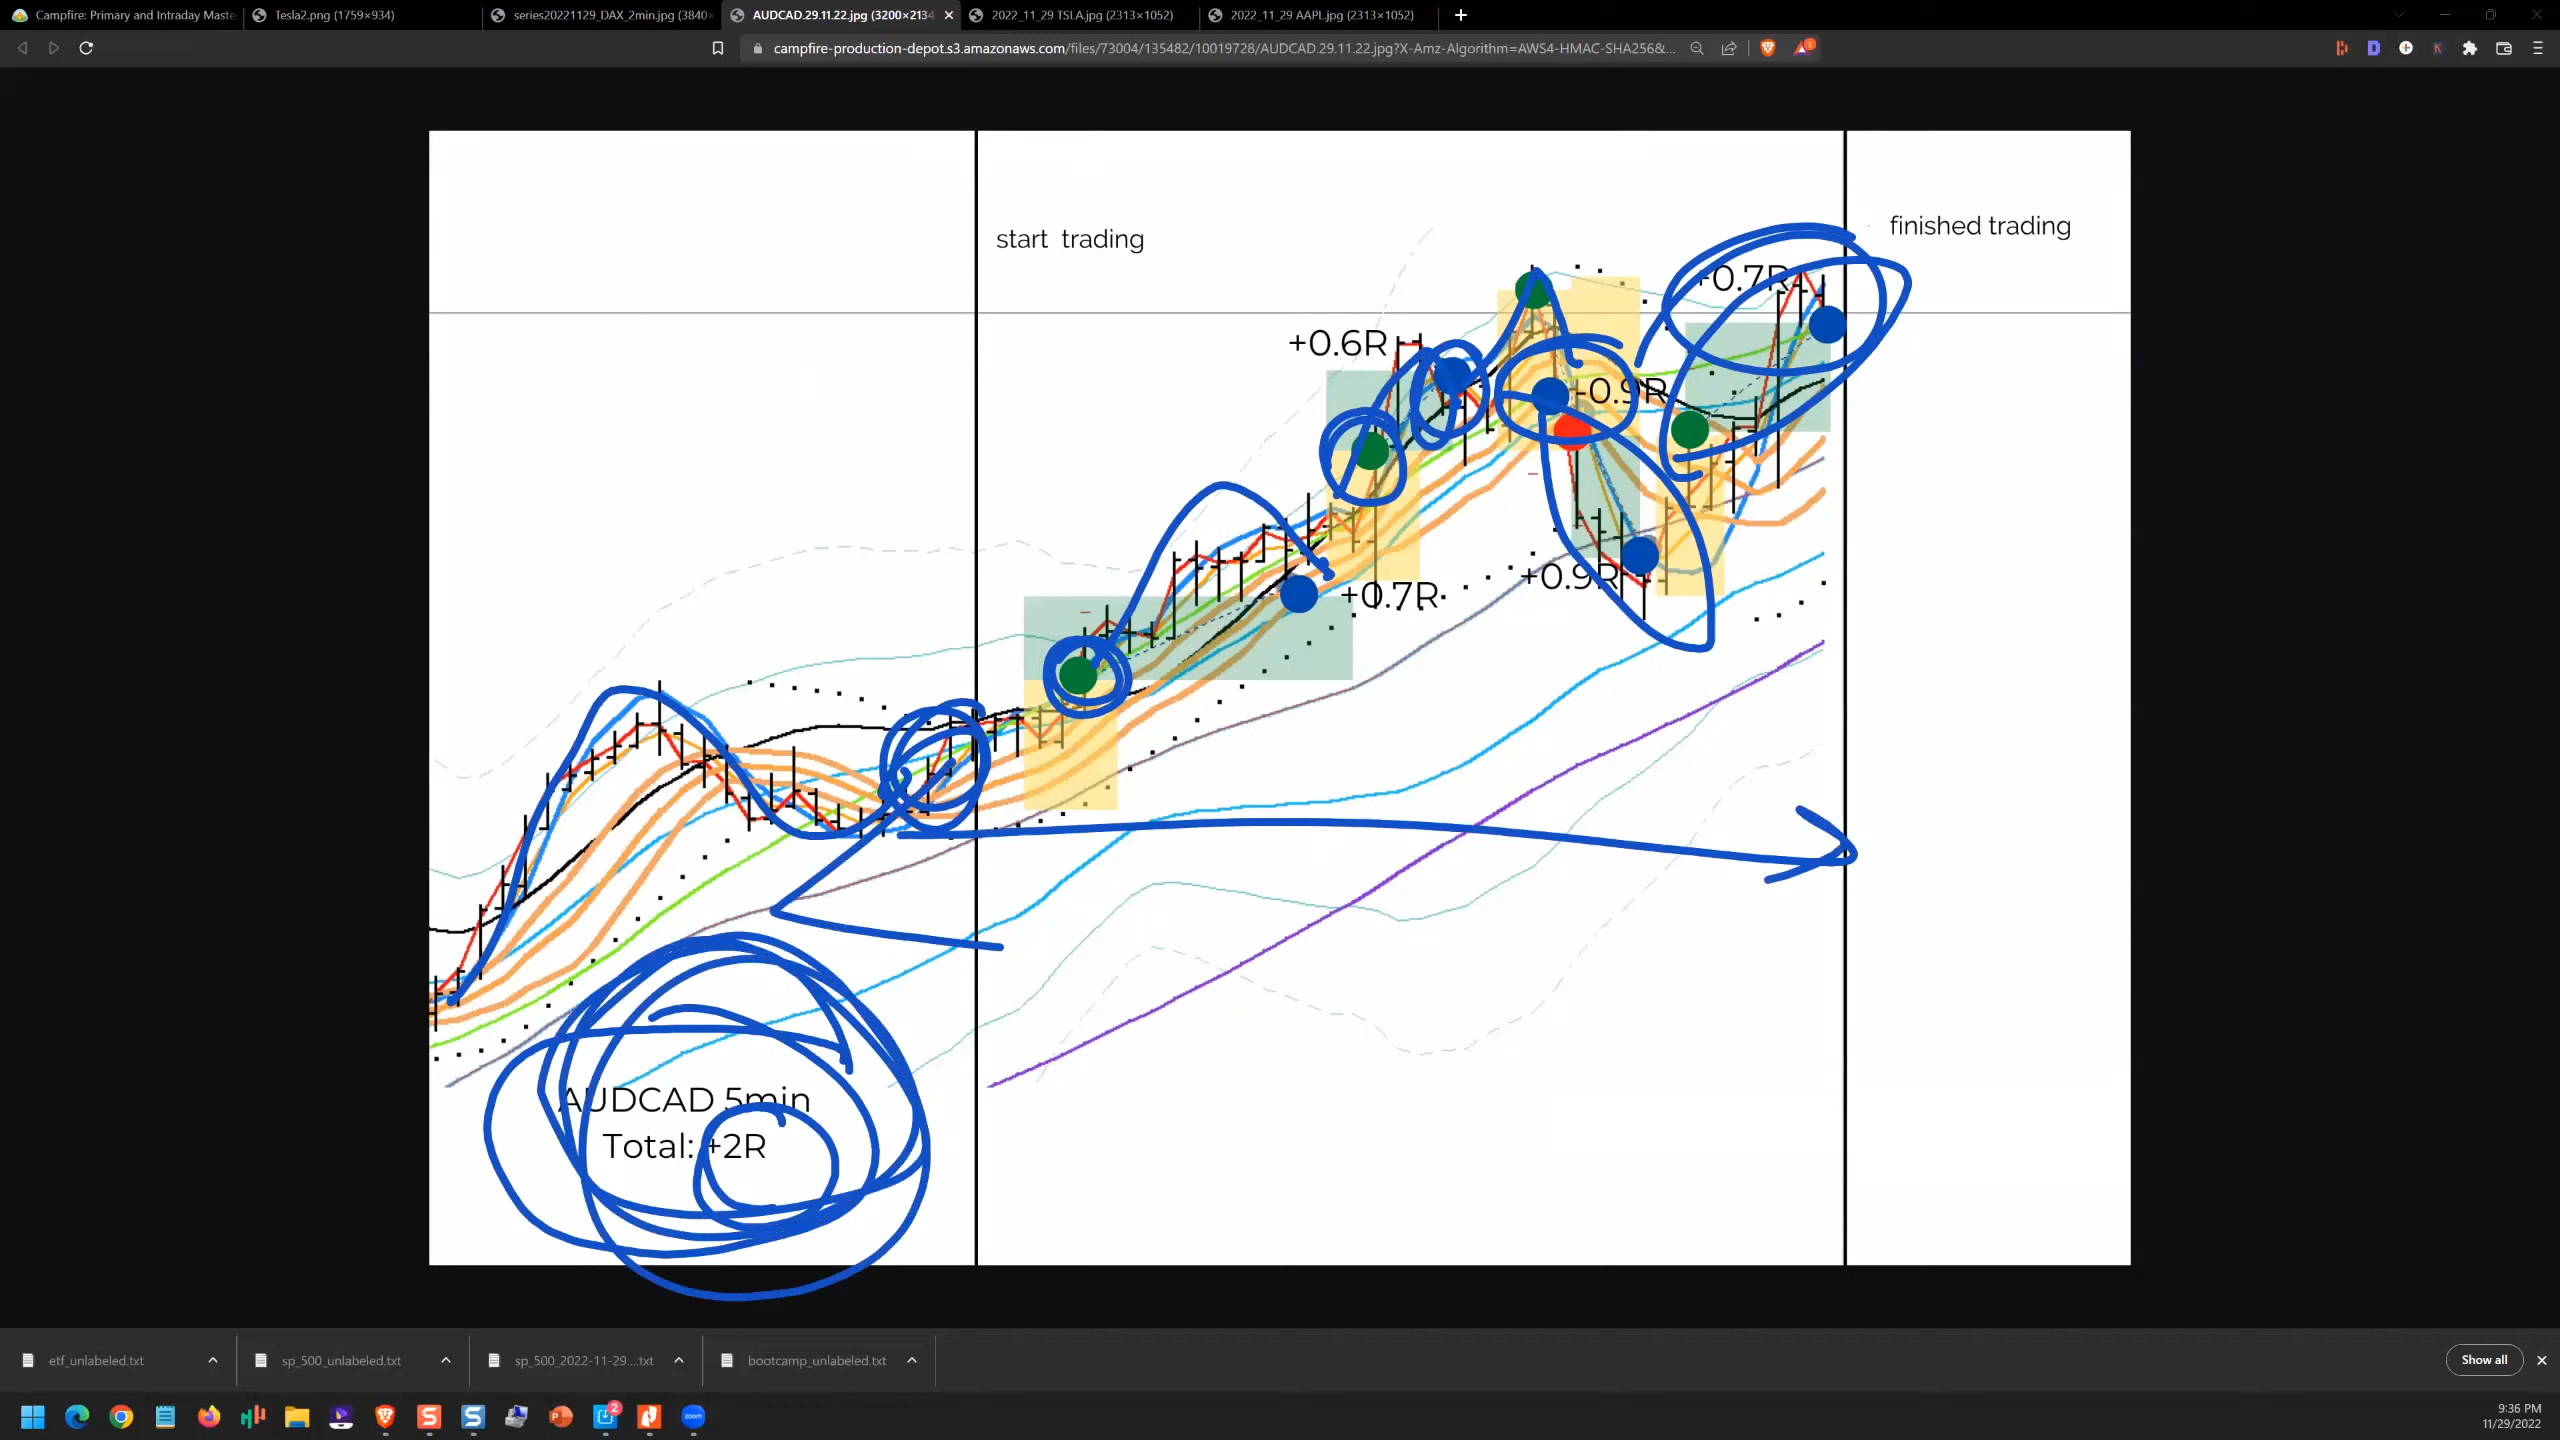 Campfire: Primary and Intraday Maste
Tesla2.png (1759×934)
series20221129_DAX_2min.jpg (3840×
AUDCAD.29.11.22.jpg (3200×2134
2022_11_29 TSLA.jpg (2313×1052)
2022_11_29 AAPL.jpg (2313×1052)
campfire-production-depot.s3.amazonaws.com/files/73004/135482/10019728/AUDCAD.29.11.22.jpg?X-Amz-Algorithm=AWS4-HMAC-SHA256&...
start trading
finished trading
+0.7R
+0.6R
-0.9R
+0.9R
+0.7R
AUDCAD 5min
Total: +2R
etf_unlabeled.txt
sp_500_unlabeled.txt
sp_500_2022-11-29....txt
bootcamp_unlabeled.txt
Show all
2
zoom
9:36 PM
11/29/2022